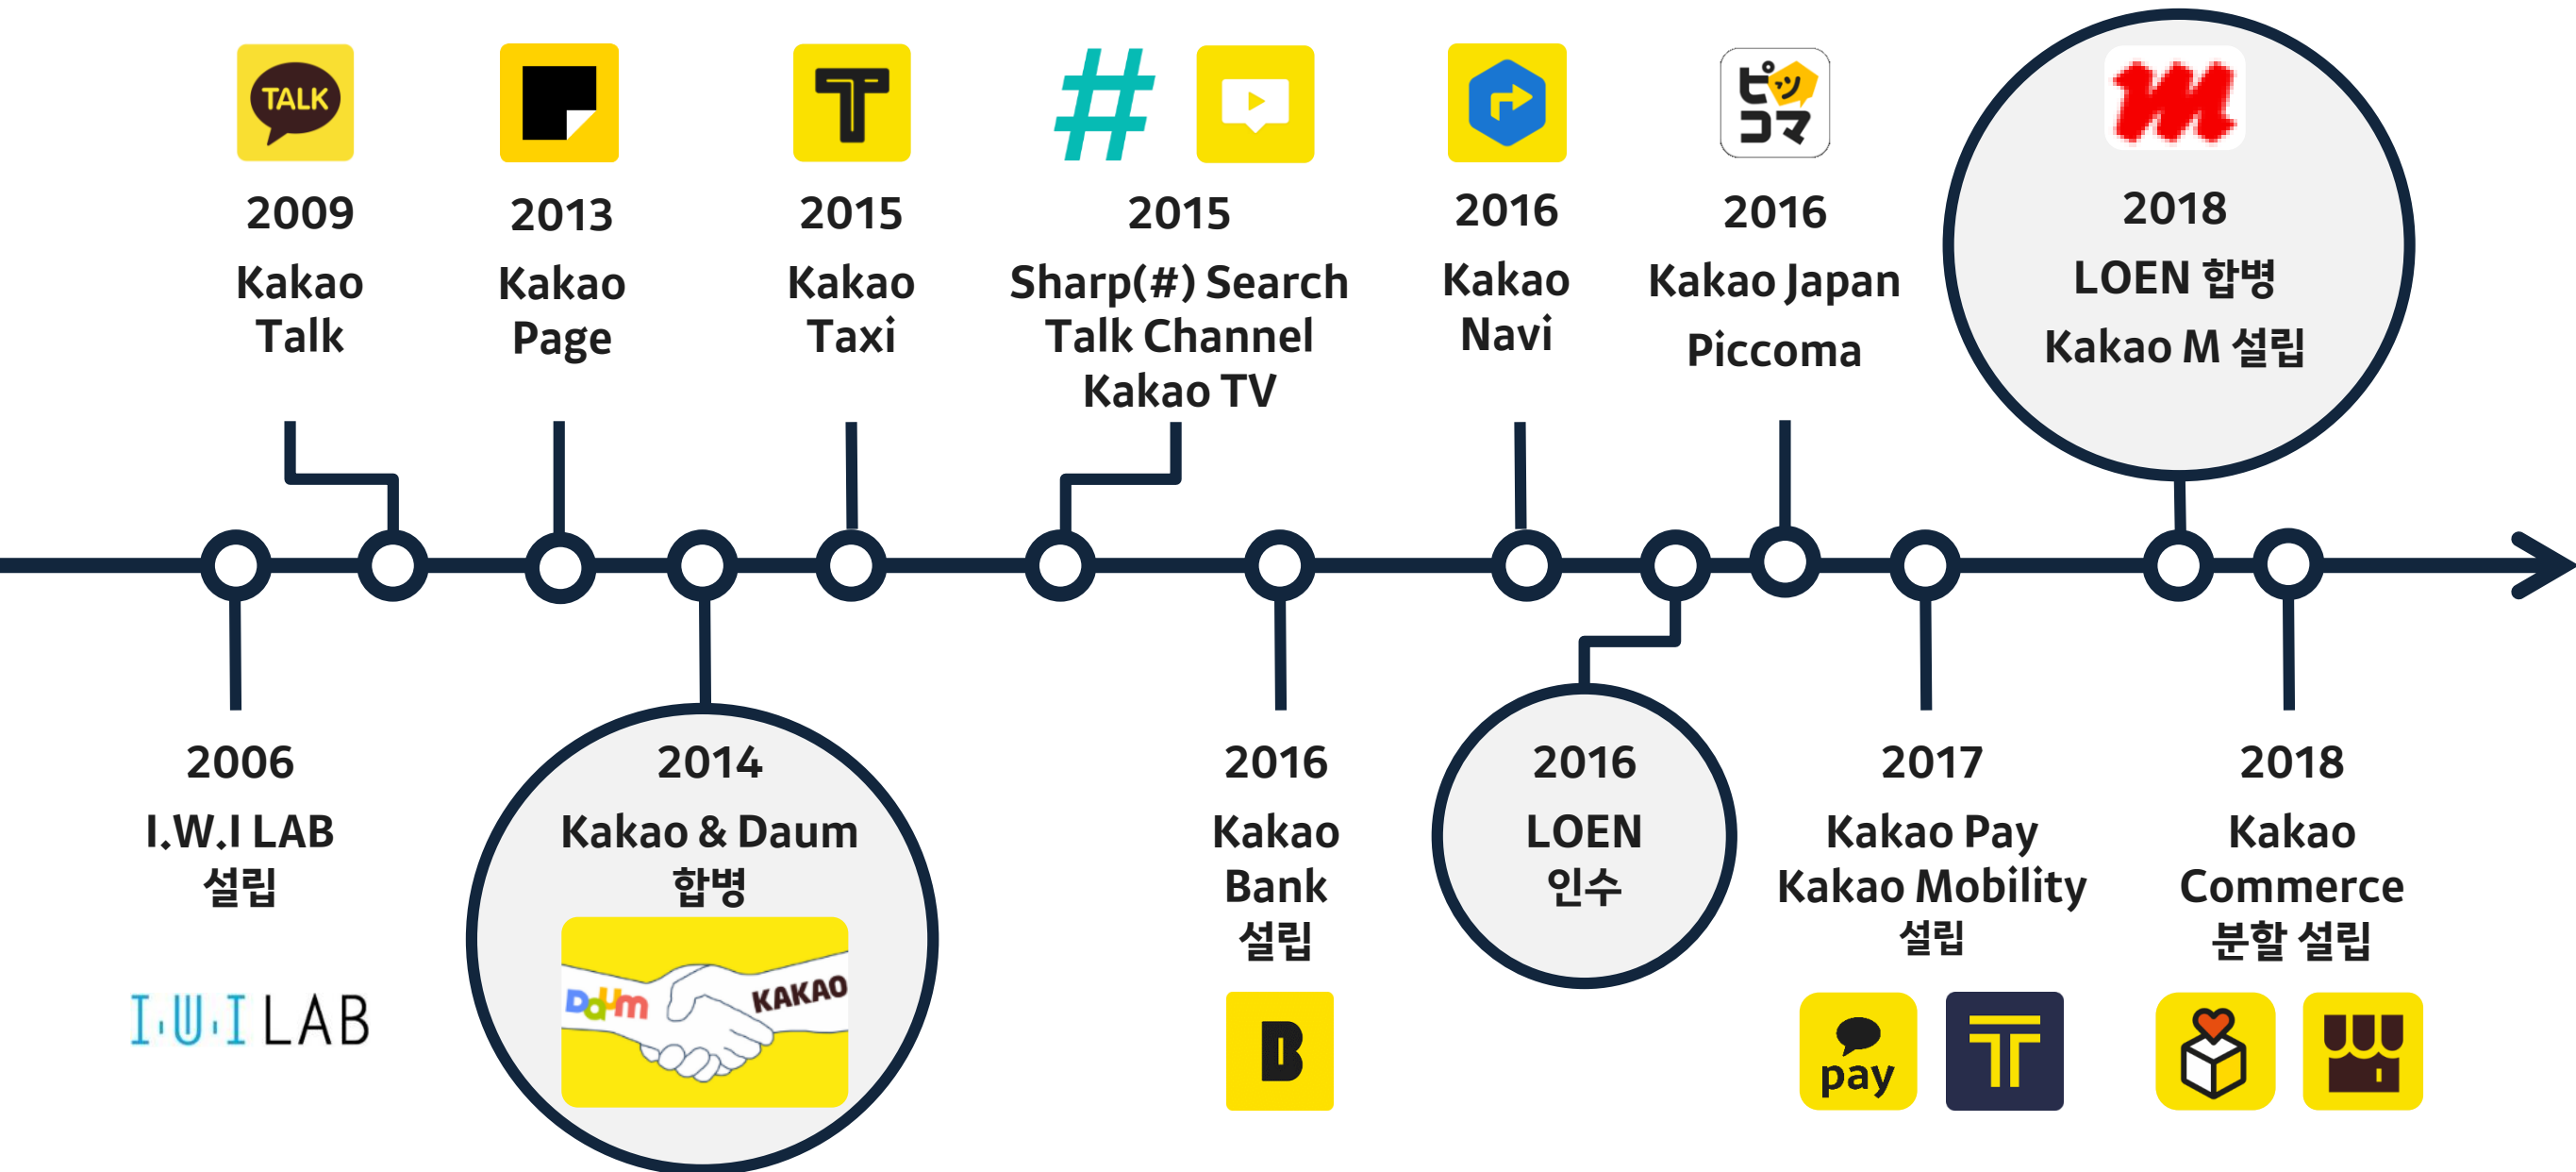 TALK
2009
Kakao
Talk
2013
Kakao
Page
2015
Kakao
Taxi
#
2015
Sharp(#) Search
Talk Channel
Kakao TV
2016
Kakao
Navi
ピッ
コマ
2016
Kakao Japan
Piccoma
m
2018
LOEN 합병
Kakao M 설립
2006
I.W.I LAB
설립
I.W.I LAB
2014
Kakao & Daum
합병
Daum
KAKAO
2016
Kakao
Bank
설립
B
2016
LOEN
인수
2017
Kakao Pay
Kakao Mobility
설립
pay
T
2018
Kakao
Commerce
분할 설립